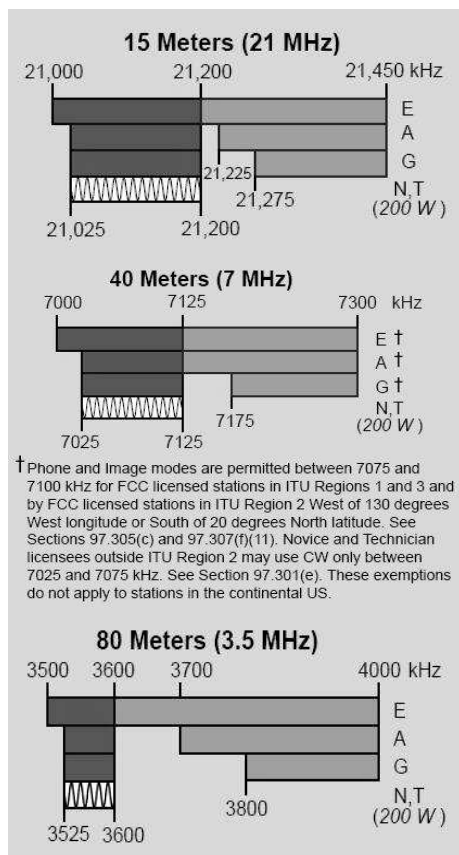 15 Meters (21 MHz)
21,000 21,200 21,450 kHz
E
A
G
21,225
N,T
21,275
(200 W)
21,025 21,200
40 Meters (7 MHz)
7000 7125 7300 kHz
E †
A †
G †
N,T
7175
(200 W)
7025 7125
†Phone and Image modes are permitted between 7075 and
7100 kHz for FCC licensed stations in ITU Regions 1 and 3 and
by FCC licensed stations in ITU Region 2 West of 130 degrees
West longitude or South of 20 degrees North latitude. See
Sections 97.305(c) and 97.307(f)(11). Novice and Technician
licensees outside ITU Region 2 may use CW only between
7025 and 7075 kHz. See Section 97.301(e). These exemptions
do not apply to stations in the continental US.
80 Meters (3.5 MHz)
3500 3600 3700 4000 kHz
E
A
G
N,T
3800
(200 W)
3525 3600